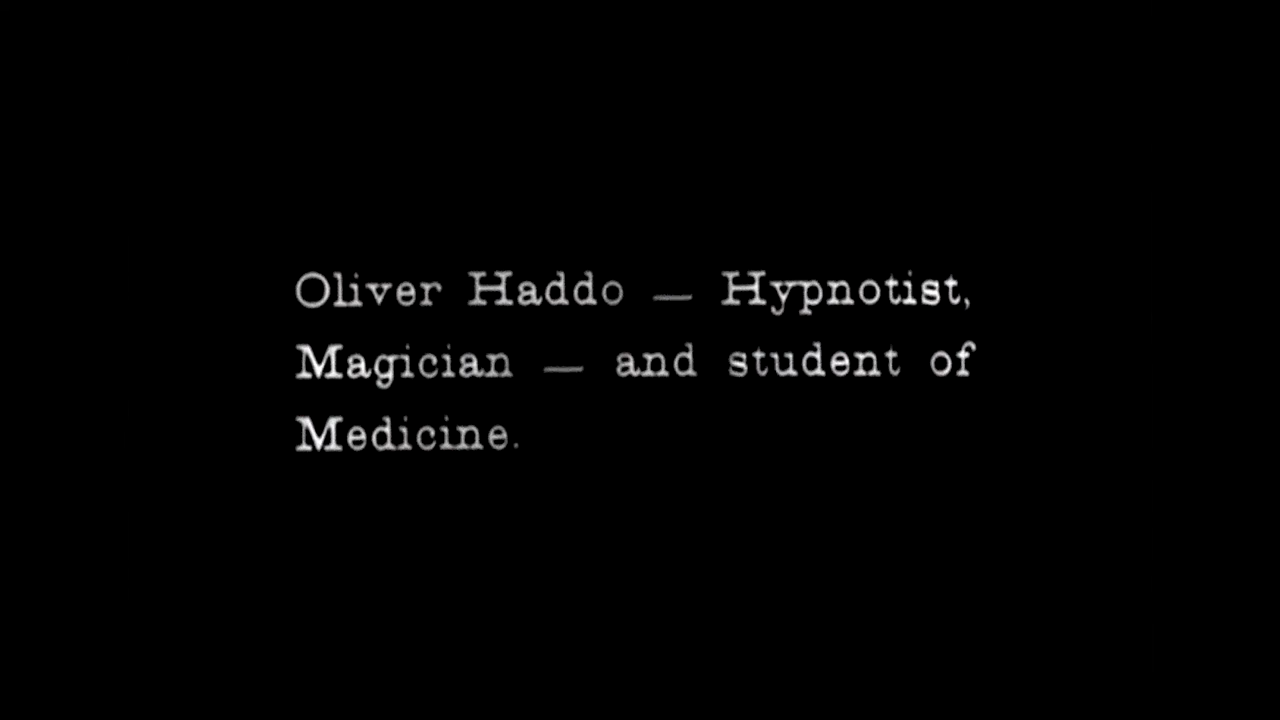 Oliver Haddo — Hypnotist,
Magician — and student of
Medicine.